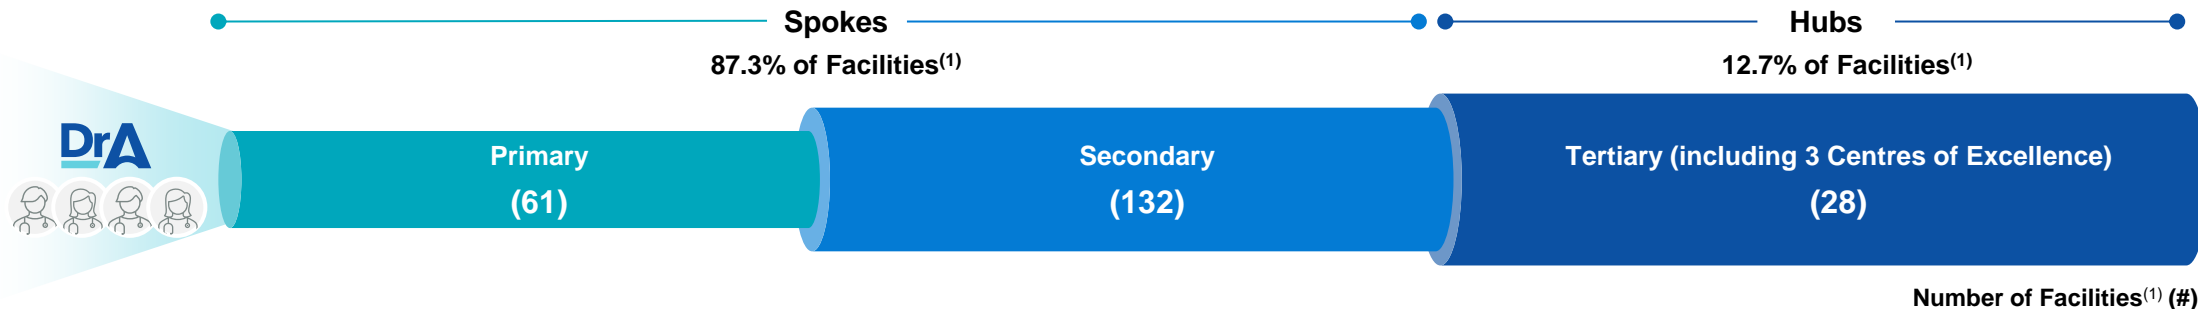 Spokes
87.3% of Facilities(1)
Hubs
12.7% of Facilities(1)
DrA
Primary
(61)
Secondary
(132)
Tertiary (including 3 Centres of Excellence)
(28)
Number of Facilities(1) (#)